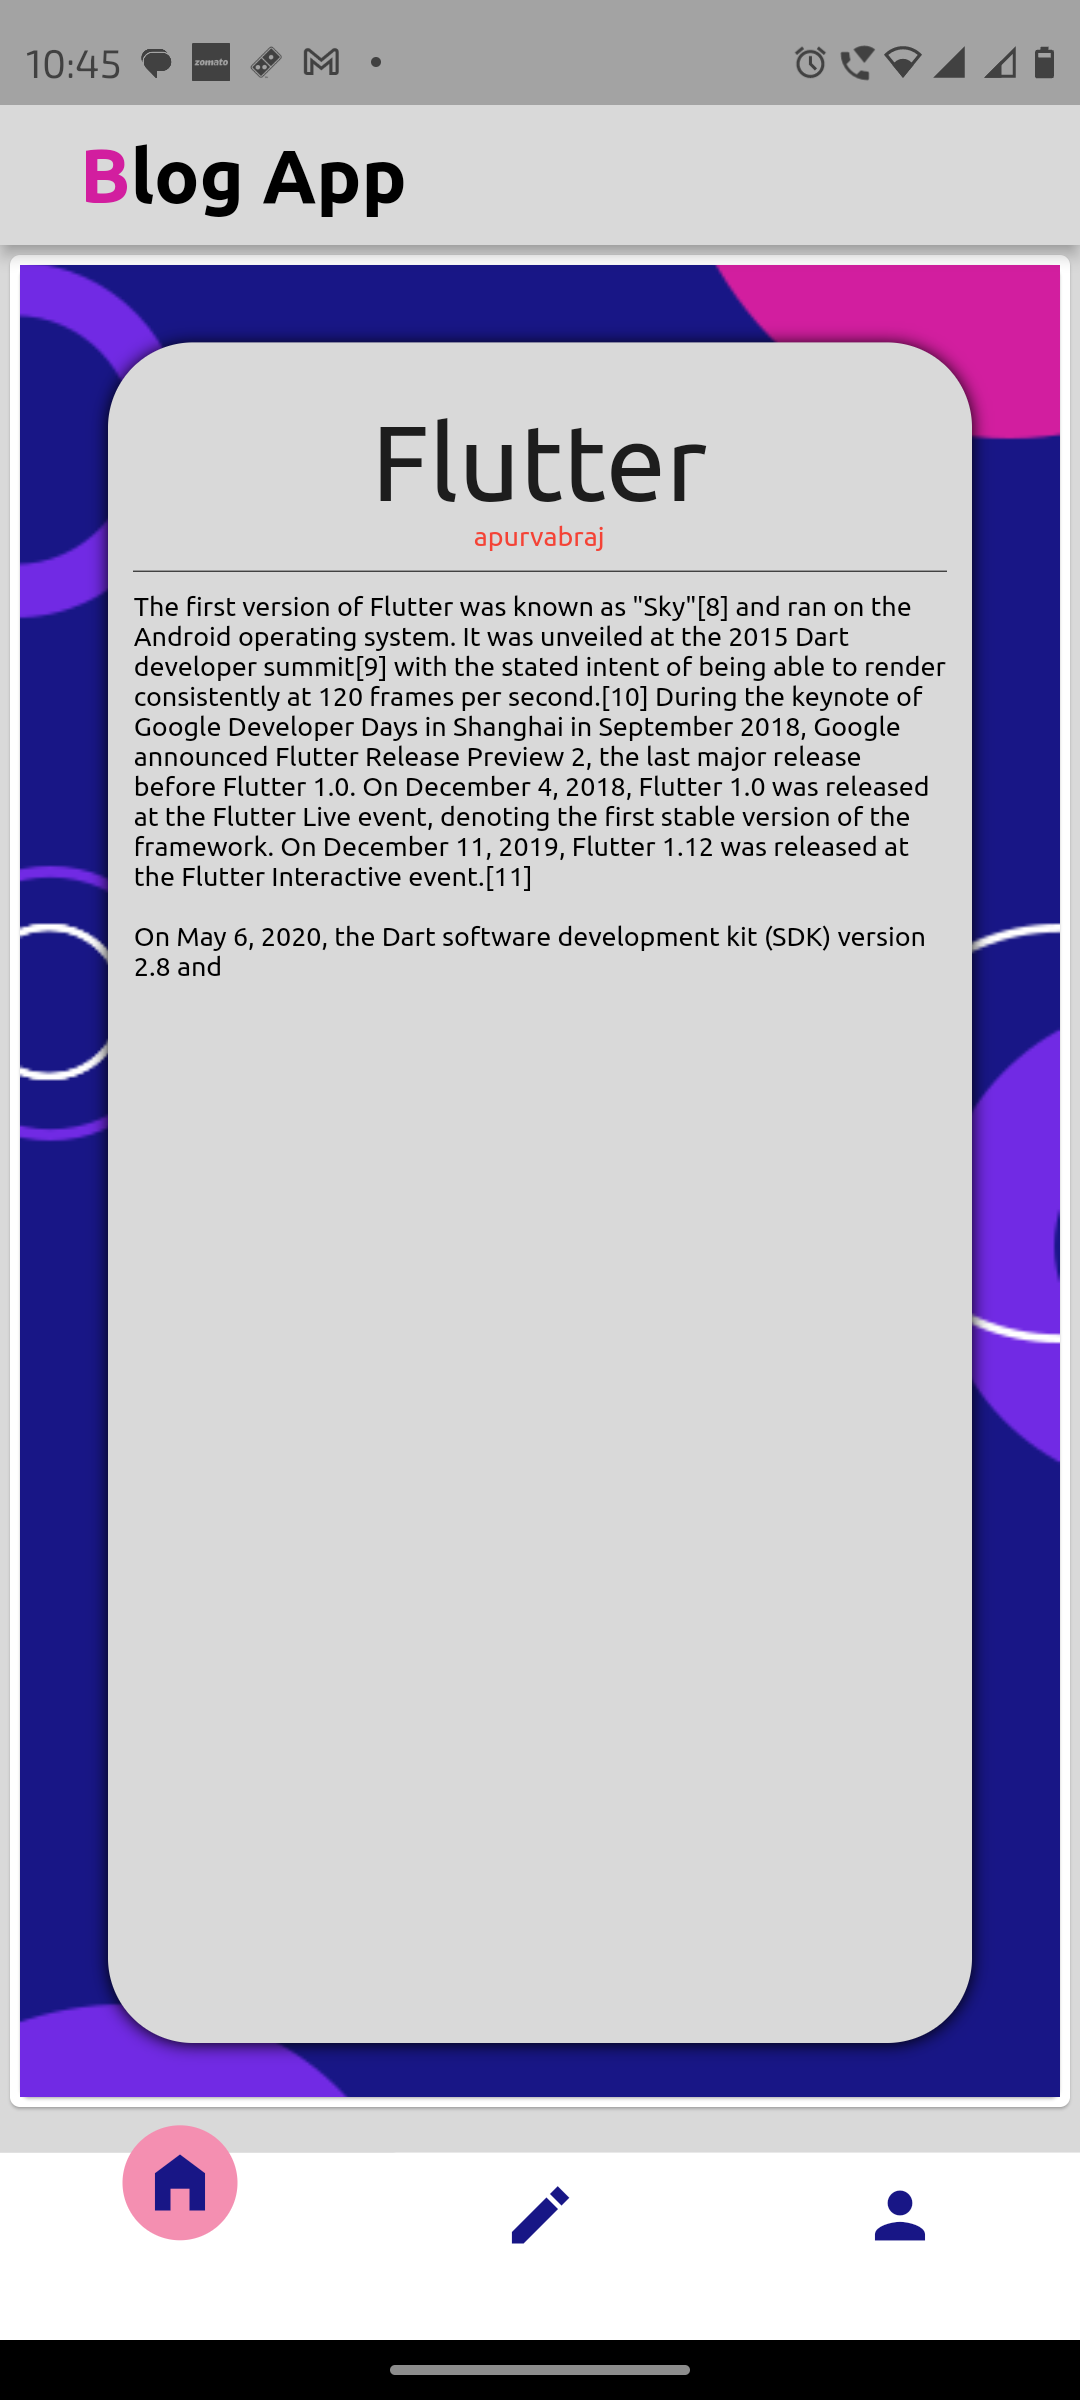 10:45
zomato
Blog App
Flutter
apurvabraj
The first version of Flutter was known as "Sky"[8] and ran on the
Android operating system. It was unveiled at the 2015 Dart
developer summit[9] with the stated intent of being able to render
consistently at 120 frames per second.[10] During the keynote of
Google Developer Days in Shanghai in September 2018, Google
announced Flutter Release Preview 2, the last major release
before Flutter 1.0. On December 4, 2018, Flutter 1.0 was released
at the Flutter Live event, denoting the first stable version of the
framework. On December 11, 2019, Flutter 1.12 was released at
the Flutter Interactive event.[11]
On May 6, 2020, the Dart software development kit (SDK) version
2.8 and